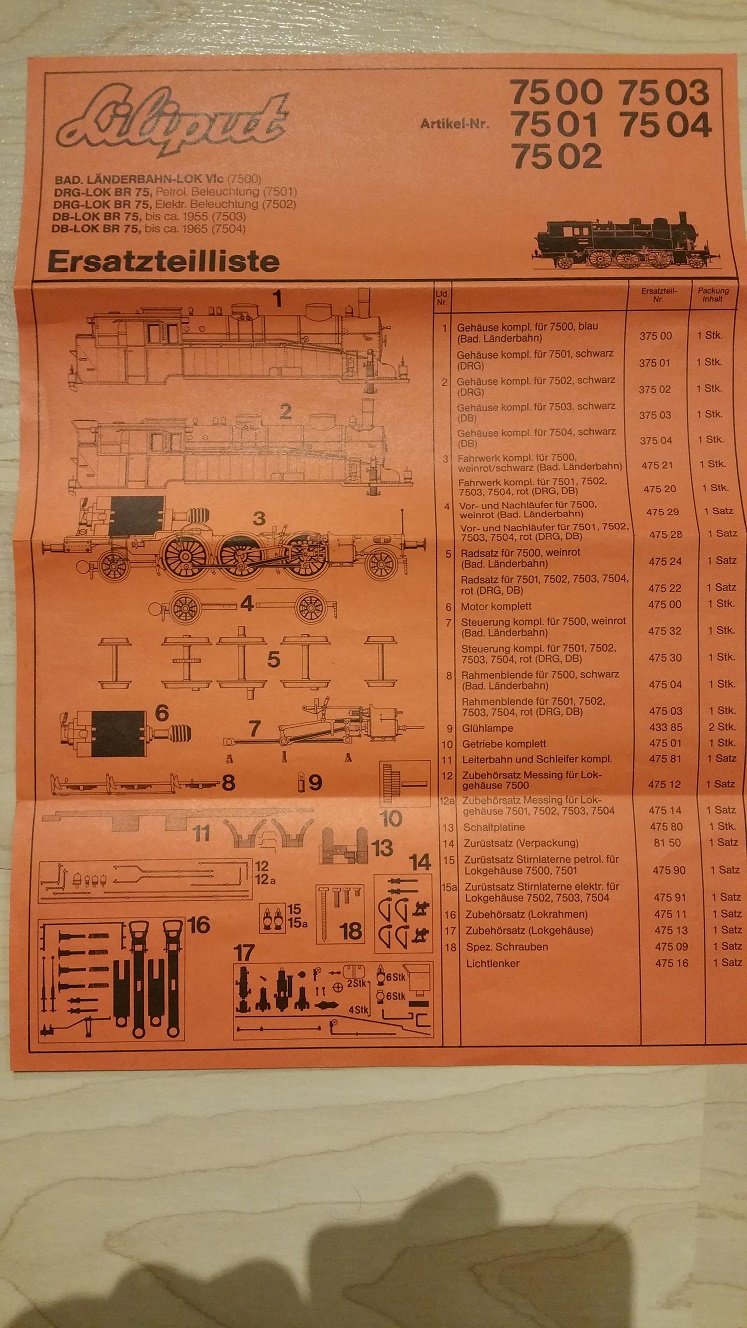 Liliput
Artikel-Nr.
7500 7503
7501 7504
7502
BAD. LÄNDERBAHN-LOK VIc (7500)
DRG-LOK BR 75, Petrol. Beleuchtung (7501)
DRG-LOK BR 75, Elektr. Beleuchtung (7502)
DB-LOK BR 75, bis ca. 1955 (7503)
DB-LOK BR 75, bis ca. 1965 (7504)
Ersatzteilliste
1
2
3
4
5
6
7
8
9
10
11
13
12
12a
14
15
15a
18
16
17
2Stk
4Stk
6Stk
6Stk
Lfd. Nr. Ersatzteil-Nr. Packung Inhalt
1 Gehäuse kompl. für 7500, blau
(Bad. Länderbahn) 375 00 1 Stk.
Gehäuse kompl. für 7501, schwarz
(DRG) 375 01 1 Stk.
2 Gehäuse kompl. für 7502, schwarz
(DRG) 375 02 1 Stk.
Gehäuse kompl. für 7503, schwarz
(DB) 375 03 1 Stk.
Gehäuse kompl. für 7504, schwarz
(DB) 375 04 1 Stk.
3 Fahrwerk kompl. für 7500,
weinrot/schwarz (Bad. Länderbahn) 475 21 1 Stk.
Fahrwerk kompl. für 7501, 7502,
7503, 7504, rot (DRG, DB) 475 20 1 Stk.
4 Vor- und Nachläufer für 7500,
weinrot (Bad. Länderbahn) 475 29 1 Satz
Vor- und Nachläufer für 7501, 7502,
7503, 7504, rot (DRG, DB) 475 28 1 Satz
5 Radsatz für 7500, weinrot
(Bad. Länderbahn) 475 24 1 Satz
Radsatz für 7501, 7502, 7503, 7504,
rot (DRG, DB) 475 22 1 Satz
6 Motor komplett 475 00 1 Stk.
7 Steuerung kompl. für 7500, weinrot
(Bad. Länderbahn) 475 32 1 Stk.
Steuerung kompl. für 7501, 7502,
7503, 7504, rot (DRG, DB) 475 30 1 Stk.
8 Rahmenblende für 7500, schwarz
(Bad. Länderbahn) 475 04 1 Stk.
Rahmenblende für 7501, 7502,
7503, 7504, rot (DRG, DB) 475 03 1 Stk.
9 Glühlampe 433 85 2 Stk.
10 Getriebe komplett 475 01 1 Stk.
11 Leiterbahn und Schleifer kompl. 475 81 1 Satz
12 Zubehörsatz Messing für Lok-
gehäuse 7500 475 12 1 Satz
12a Zubehörsatz Messing für Lok-
gehäuse 7501, 7502, 7503, 7504 475 14 1 Satz
13 Schaltplatine 475 80 1 Stk.
14 Zurüstsatz (Verpackung) 81 50 1 Satz
15 Zurüstsatz Stirnlaterne petrol. für
Lokgehäuse 7500, 7501 475 90 1 Satz
15a Zurüstsatz Stirnlaterne elektr. für
Lokgehäuse 7502, 7503, 7504 475 91 1 Satz
16 Zubehörsatz (Lokrahmen) 475 11 1 Satz
17 Zubehörsatz (Lokgehäuse) 475 13 1 Satz
18 Spez. Schrauben 475 09 1 Satz
Lichtlenker 475 16 1 Satz